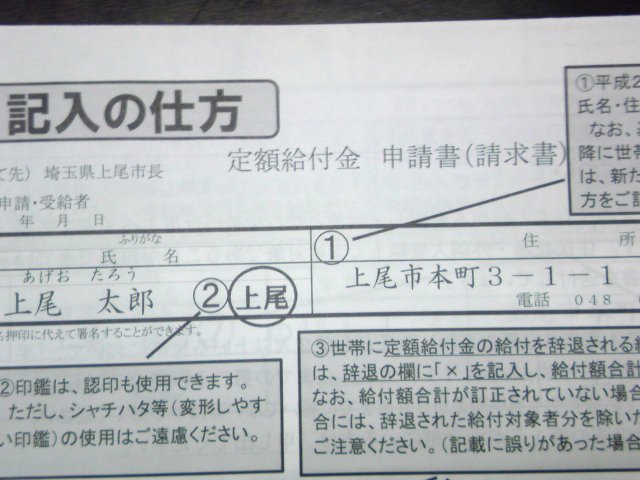 記入の仕方
①平成2
氏名・住
なお、
降に世帯
は、新た
方をご記
定額給付金 申請書(請求書)
て先) 埼玉県上尾市長
申請・受給者
年 月 日
ふりがな
氏 名
① 住 所
あげお たろう
上尾 太郎 ② 上尾
上尾市本町3-1-1
電話 048
名押印に代えて署名することができます。
②印鑑は、認印も使用できます。
ただし、シャチハタ等(変形しやす
い印鑑)の使用はご遠慮ください。
③世帯に定額給付金の給付を辞退される
は、辞退の欄に「×」を記入し、給付額合計
なお、給付額合計が訂正されていない場合
合には、辞退された給付対象者分を除いた
ご注意ください。(記載に誤りがあった場合